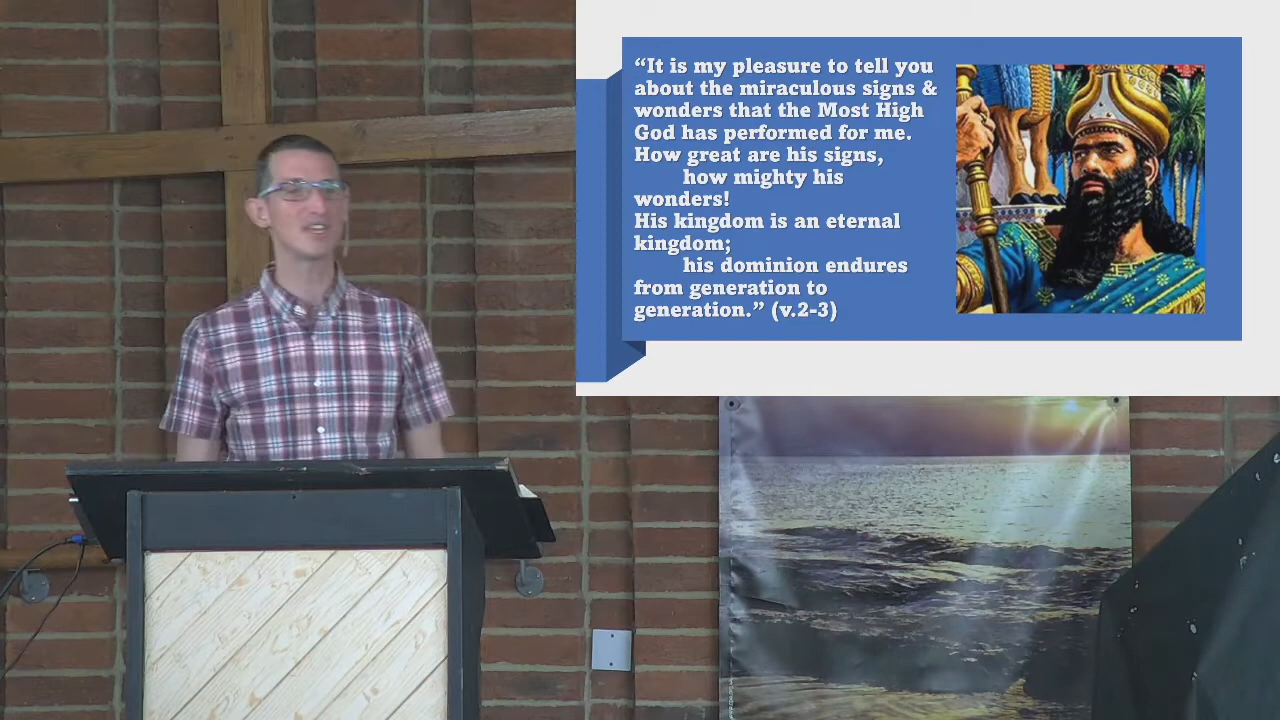 “It is my pleasure to tell you
about the miraculous signs &
wonders that the Most High
God has performed for me.
How great are his signs,
how mighty his
wonders!
His kingdom is an eternal
kingdom;
his dominion endures
from generation to
generation.” (v.2-3)